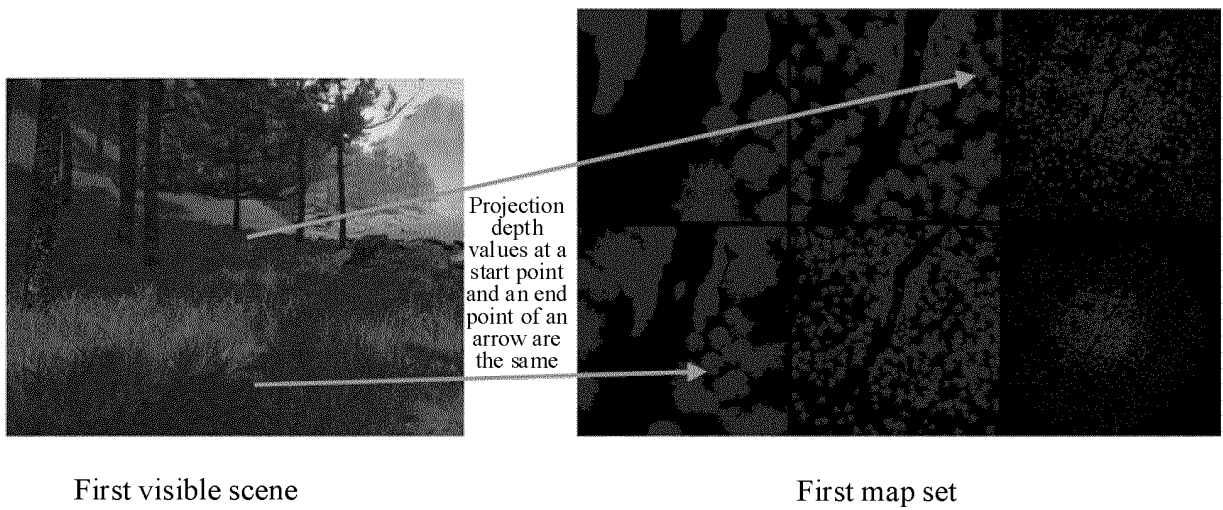 Projection
depth
values at a
start point
and an end
point of an
arrow are
the same
First visible scene
First map set